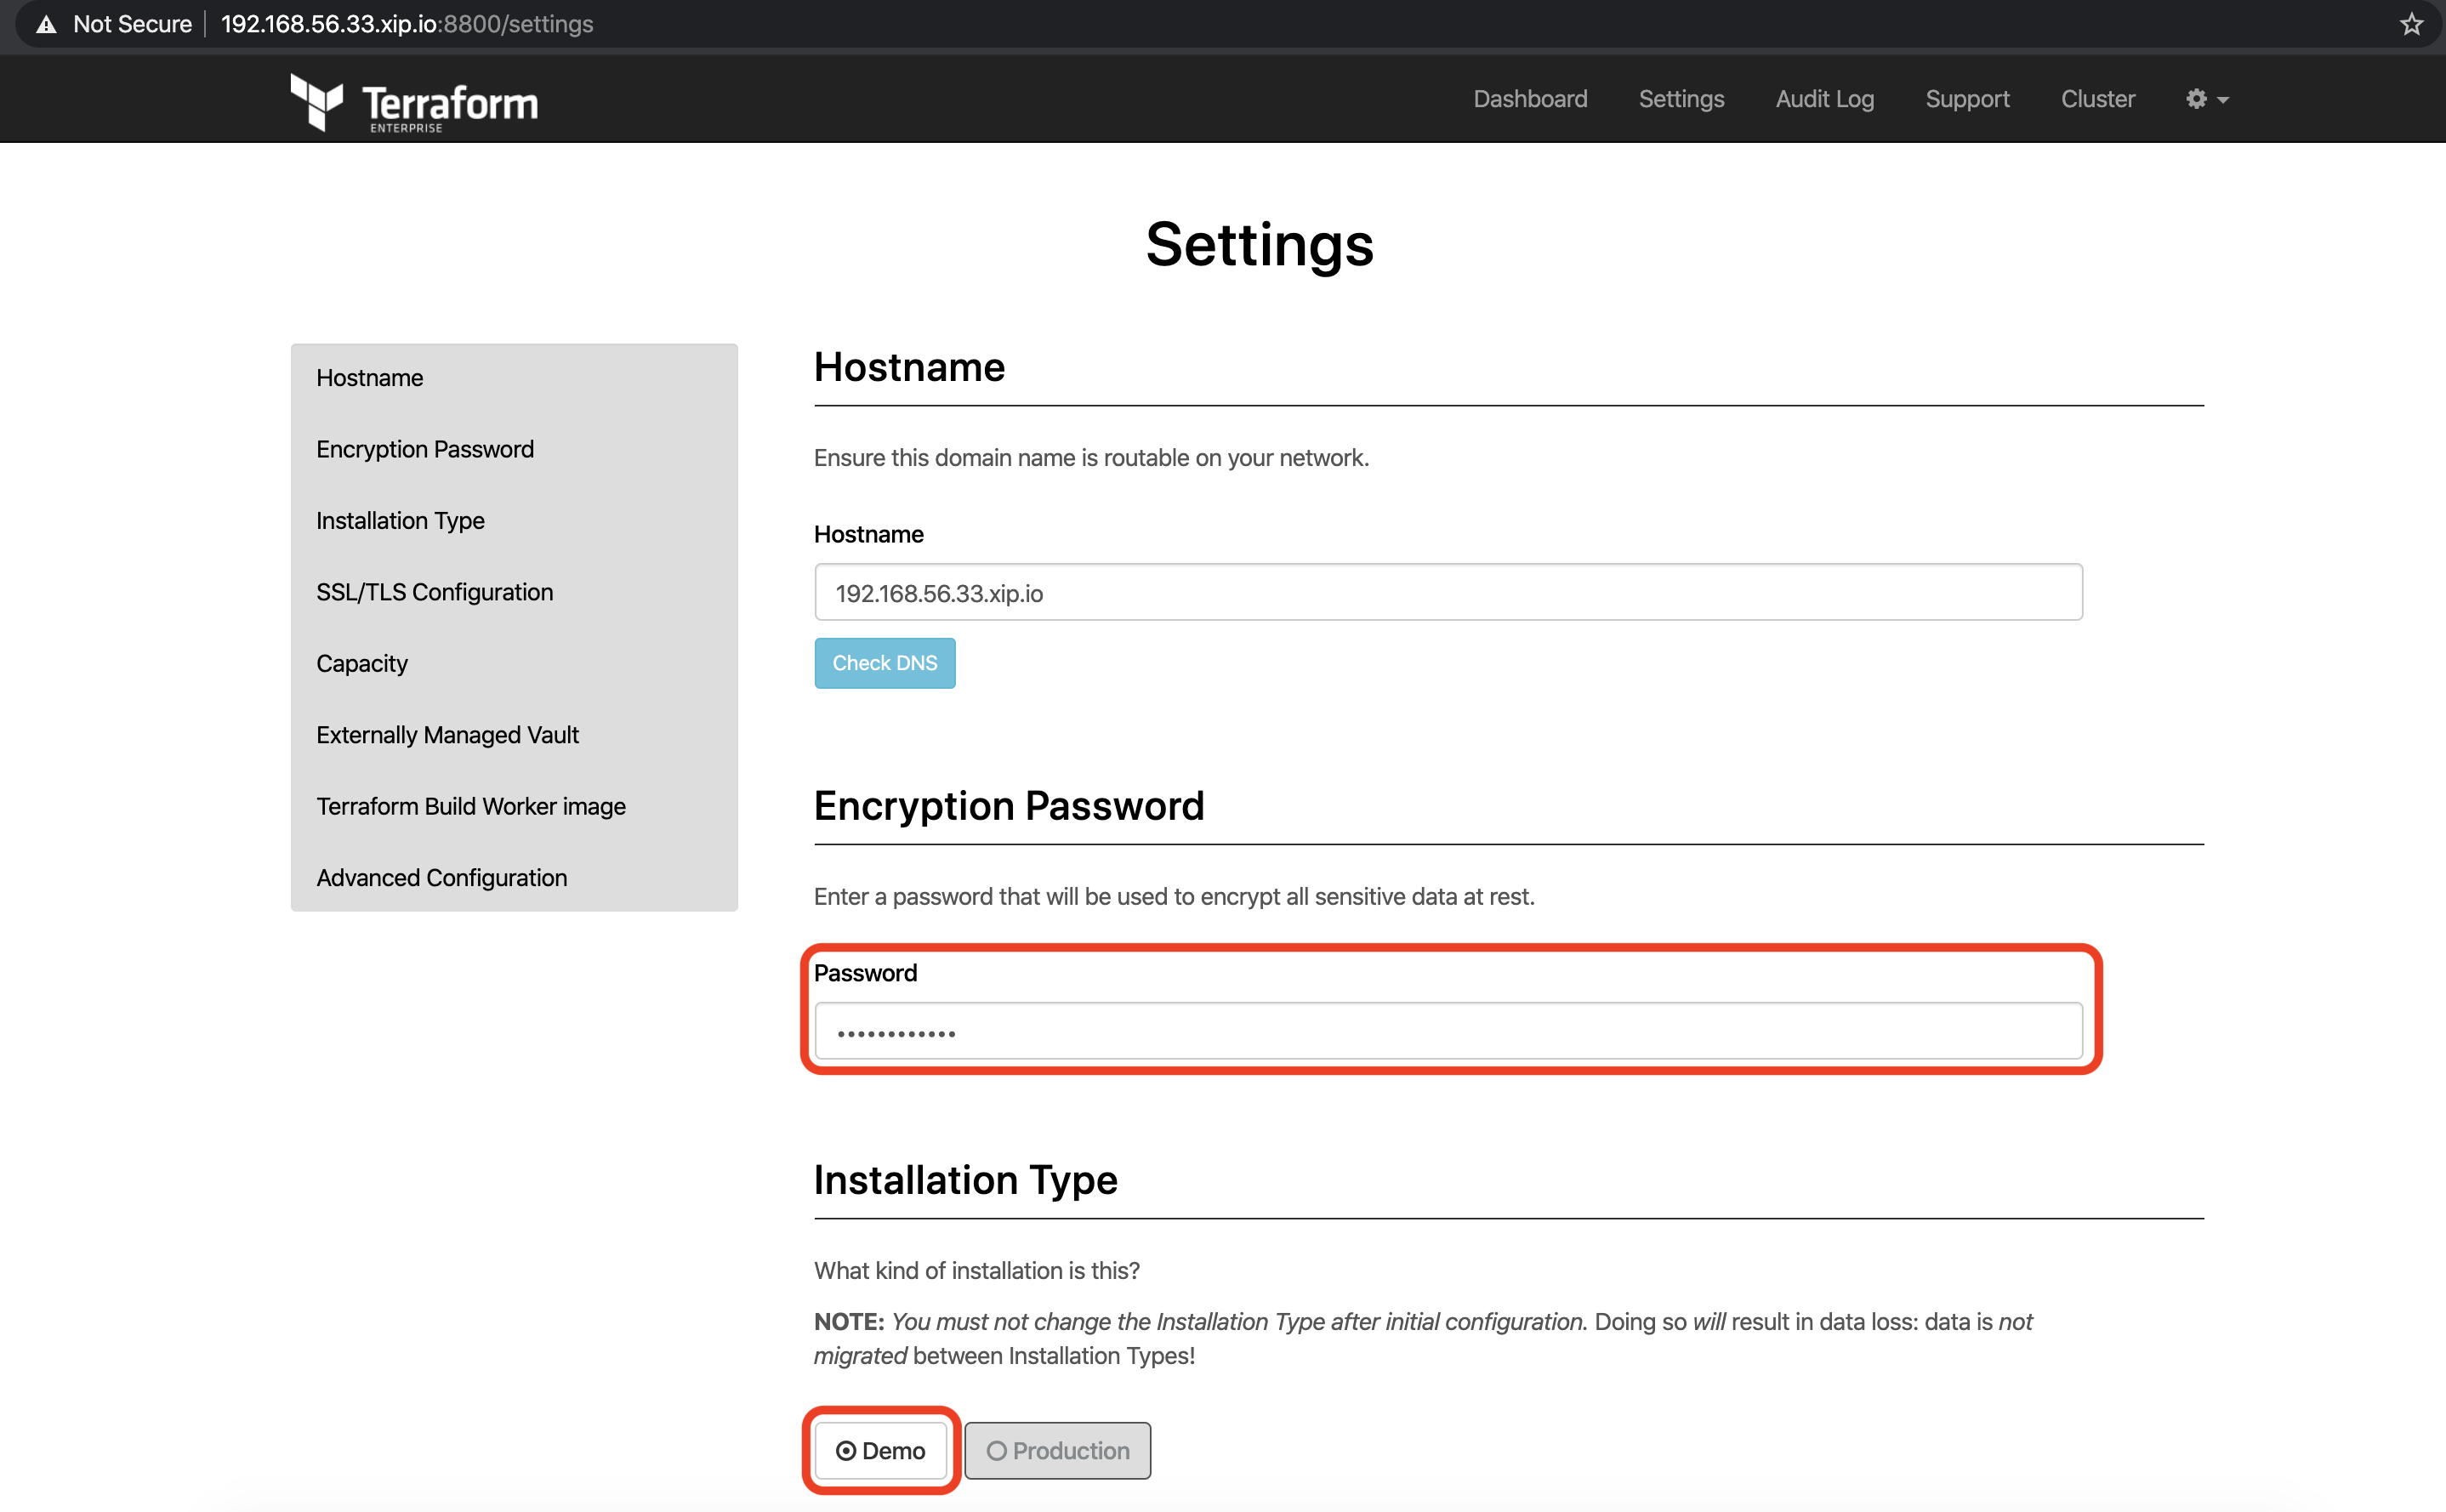 Not Secure 192.168.56.33.xip.io:8800/settings
Terraform
ENTERPRISE
Dashboard Settings Audit Log Support Cluster
Settings
Hostname
Encryption Password
Installation Type
SSL/TLS Configuration
Capacity
Externally Managed Vault
Terraform Build Worker image
Advanced Configuration
Hostname
Ensure this domain name is routable on your network.
Hostname
192.168.56.33.xip.io
Check DNS
Encryption Password
Enter a password that will be used to encrypt all sensitive data at rest.
Password
••••••••••••
Installation Type
What kind of installation is this?
NOTE: You must not change the Installation Type after initial configuration. Doing so will result in data loss: data is not
migrated between Installation Types!
Demo Production